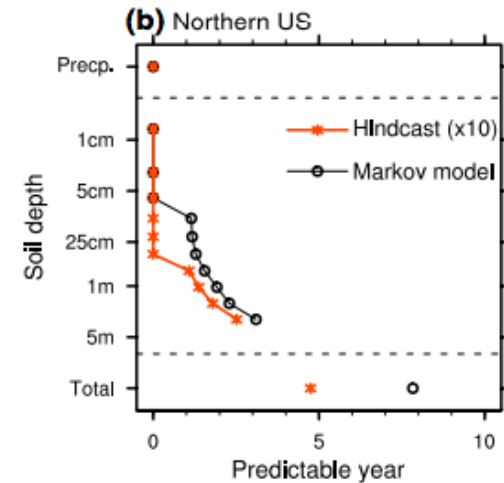 (b) Northern US
Precp.
1cm
5cm
25cm
1m
5m
Total
Soil depth
HIndcast (x10)
Markov model
0 5 10
Predictable year